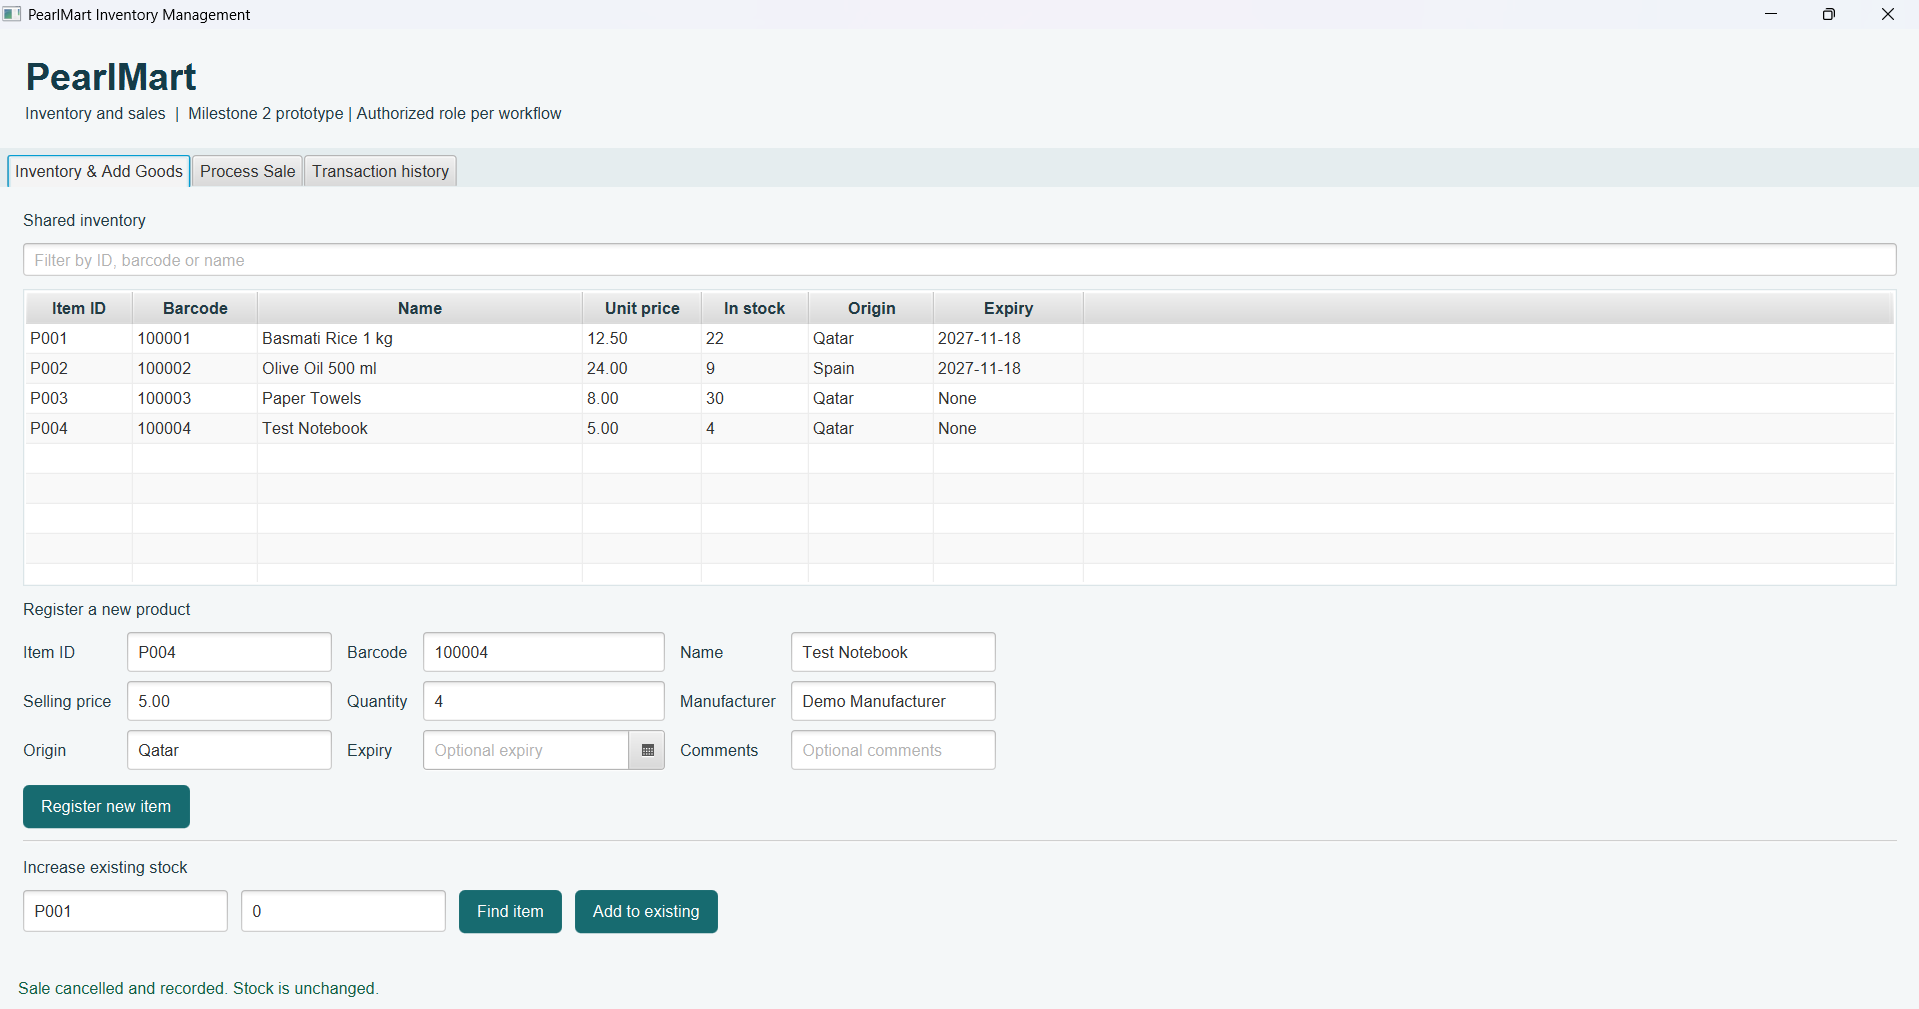 PearlMart Inventory Management
PearlMart
Inventory and sales | Milestone 2 prototype | Authorized role per workflow
Inventory & Add Goods Process Sale Transaction history
Shared inventory
Filter by ID, barcode or name
Item ID Barcode Name Unit price In stock Origin Expiry
P001 100001 Basmati Rice 1 kg 12.50 22 Qatar 2027-11-18
P002 100002 Olive Oil 500 ml 24.00 9 Spain 2027-11-18
P003 100003 Paper Towels 8.00 30 Qatar None
P004 100004 Test Notebook 5.00 4 Qatar None
Register a new product
Item ID P004 Barcode 100004 Name Test Notebook
Selling price 5.00 Quantity 4 Manufacturer Demo Manufacturer
Origin Qatar Expiry Optional expiry Comments Optional comments
Register new item
Increase existing stock
P001 0 Find item Add to existing
Sale cancelled and recorded. Stock is unchanged.